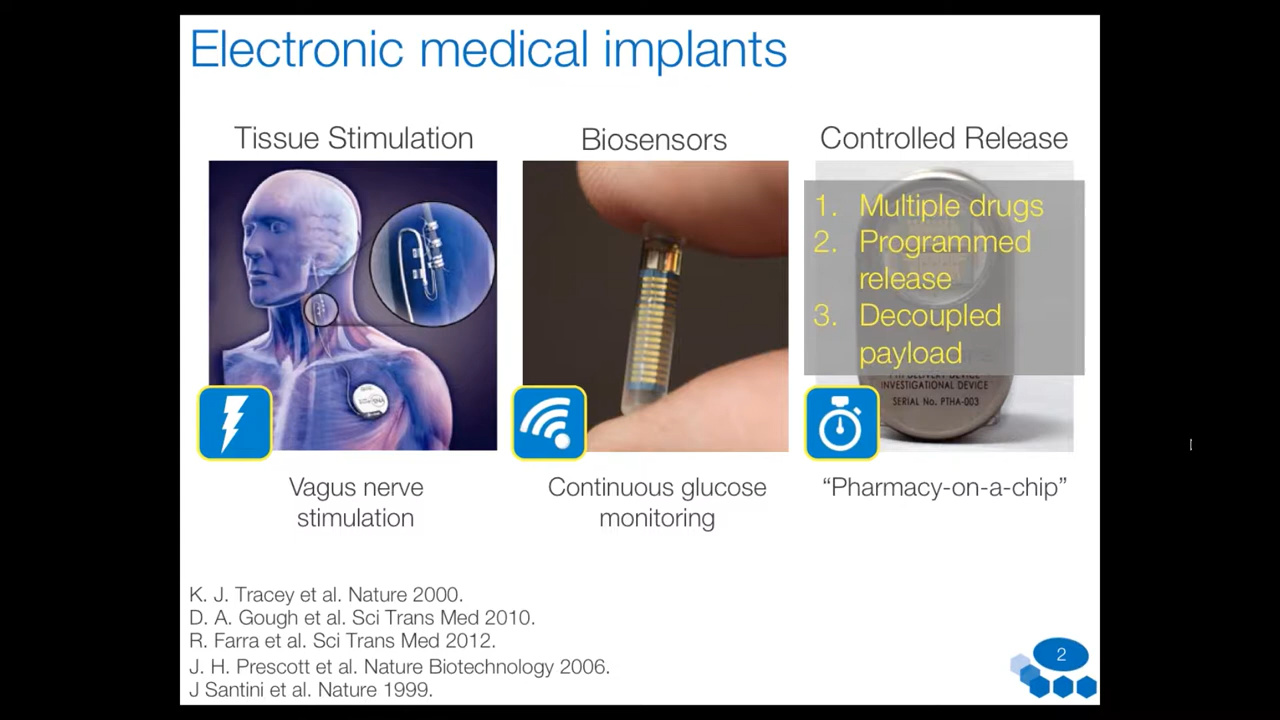 Electronic medical implants
Tissue Stimulation
Biosensors
Controlled Release
1. Multiple drugs
2. Programmed
release
3. Decoupled
payload
INVESTIGATIONAL DEVICE
SERIAL No. PTHA-003
Vagus nerve
stimulation
Continuous glucose
monitoring
“Pharmacy-on-a-chip”
K. J. Tracey et al. Nature 2000.
D. A. Gough et al. Sci Trans Med 2010.
R. Farra et al. Sci Trans Med 2012.
J. H. Prescott et al. Nature Biotechnology 2006.
J Santini et al. Nature 1999.
2